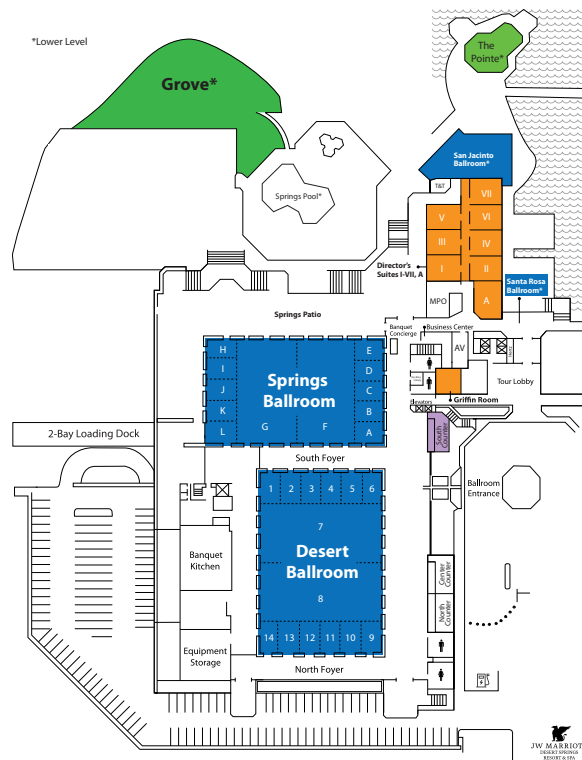 *Lower Level
The
Pointe*
Grove*
San Jacinto
Ballroom*
T&T
VII
Springs Pool*
V
VI
III
IV
Director's
Suites I-VII, A
I
II
Santa Rosa
Ballroom*
MPO
A
Springs Patio
Banquet
Concierge
Business Center
AV
H
E
I
D
J
C
K
B
L
G
F
A
Springs
Ballroom
Tour Lobby
Griffin Room
Elevators
South
Counter
2-Bay Loading Dock
South Foyer
Ballroom
Entrance
1
2
3
4
5
6
7
Desert
Ballroom
8
14
13
12
11
10
9
Banquet
Kitchen
Center
Counter
North
Counter
Equipment
Storage
North Foyer
JW MARRIOTT
DESERT SPRINGS
RESORT & SPA